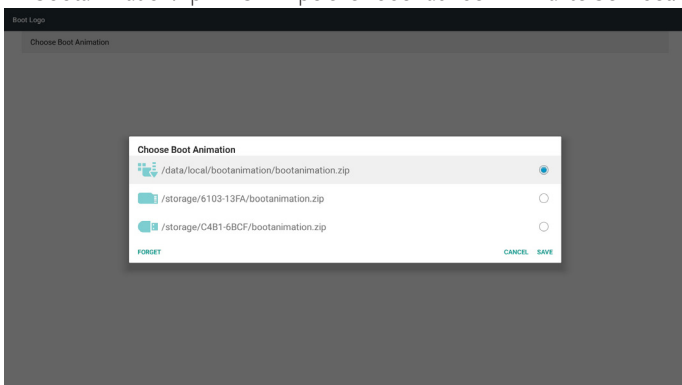 Boot Logo
Choose Boot Animation
Choose Boot Animation
/data/local/bootanimation/bootanimation.zip
/storage/6103-13FA/bootanimation.zip
/storage/C4B1-6BCF/bootanimation.zip
FORGET CANCEL SAVE